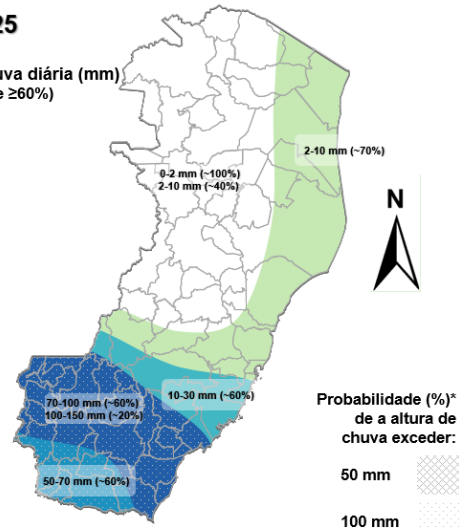 25
uva diária (mm)
e ≥60%)
2-10 mm (~70%)
0-2 mm (~100%)
2-10 mm (~40%)
N
10-30 mm (~60%)
70-100 mm (~60%)
100-150 mm (~20%)
50-70 mm (~60%)
Probabilidade (%)*
de a altura de
chuva exceder:
50 mm
100 mm